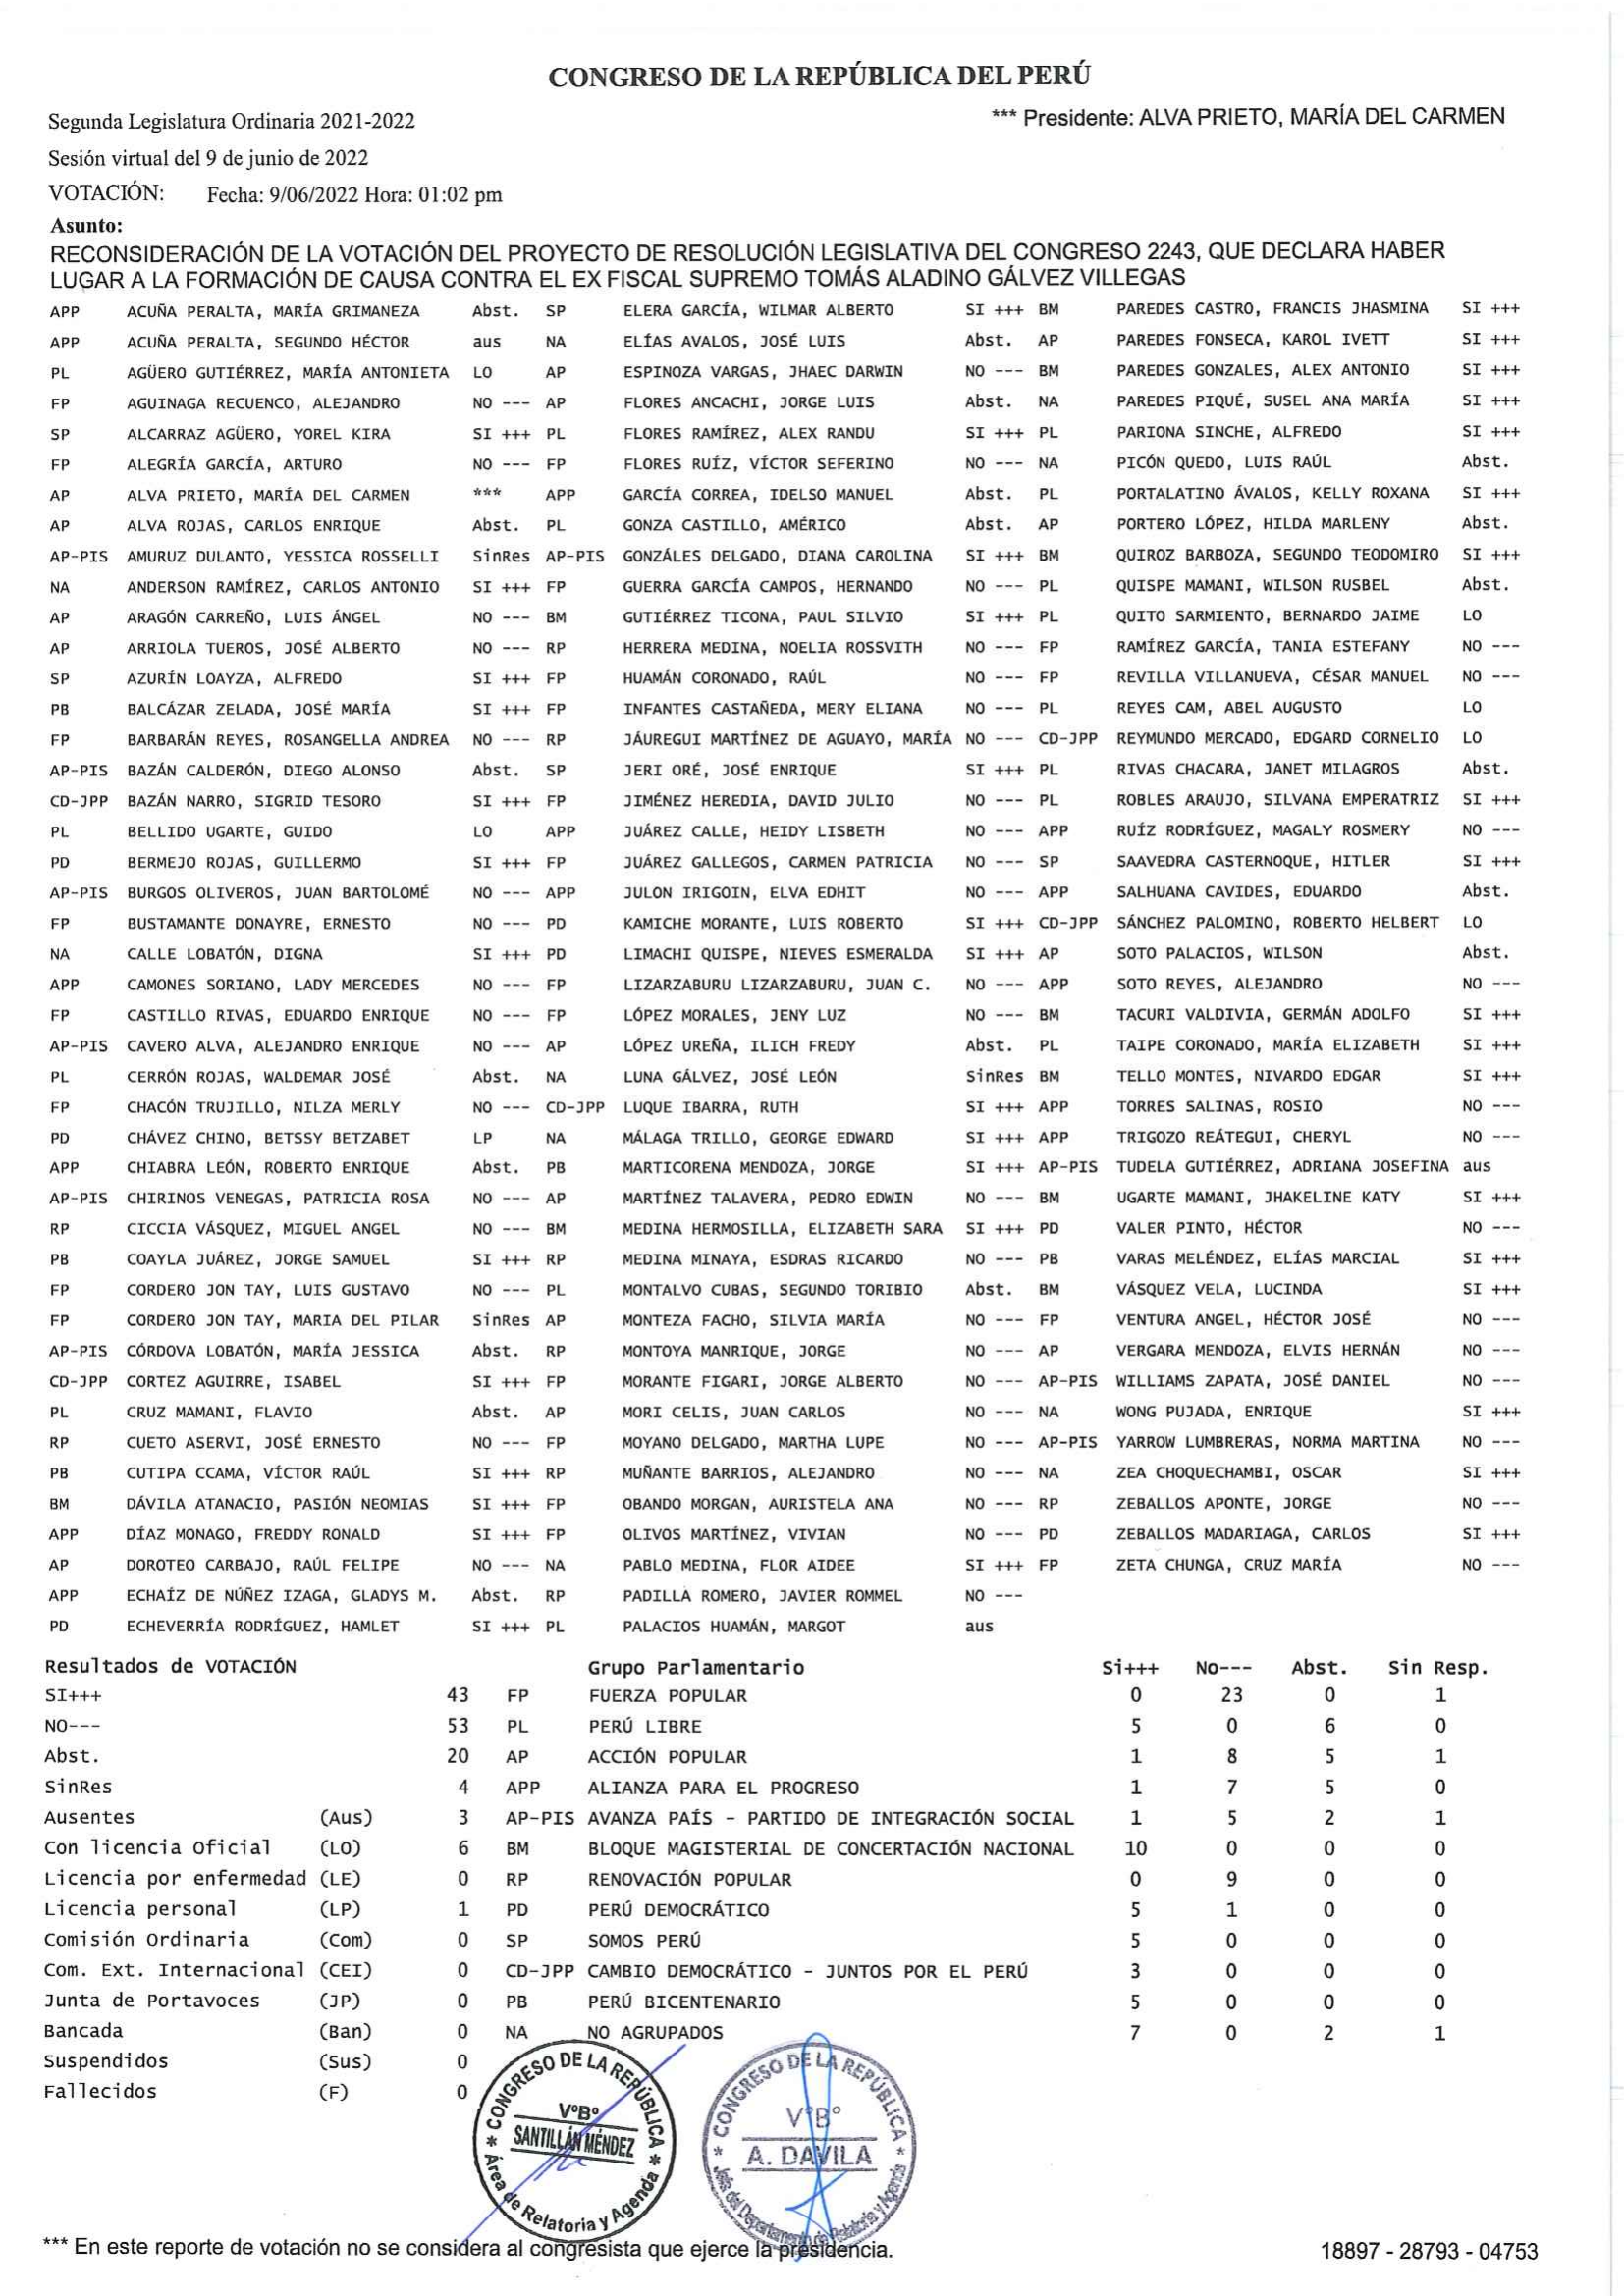 CONGRESO DE LA REPÚBLICA DEL PERÚ
Segunda Legislatura Ordinaria 2021-2022
*** Presidente: ALVA PRIETO, MARÍA DEL CARMEN
Sesión virtual del 9 de junio de 2022
VOTACIÓN: Fecha: 9/06/2022 Hora: 01:02 pm
Asunto:
RECONSIDERACIÓN DE LA VOTACIÓN DEL PROYECTO DE RESOLUCIÓN LEGISLATIVA DEL CONGRESO 2243, QUE DECLARA HABER
LUGAR A LA FORMACIÓN DE CAUSA CONTRA EL EX FISCAL SUPREMO TOMÁS ALADINO GÁLVEZ VILLEGAS
APP ACUÑA PERALTA, MARÍA GRIMANEZA Abst. SP ELERA GARCÍA, WILMAR ALBERTO SI +++ BM PAREDES CASTRO, FRANCIS JHASMINA SI +++
APP ACUÑA PERALTA, SEGUNDO HÉCTOR aus NA ELÍAS AVALOS, JOSÉ LUIS Abst. AP PAREDES FONSECA, KAROL IVETT SI +++
PL AGÜERO GUTIÉRREZ, MARÍA ANTONIETA LO AP ESPINOZA VARGAS, JHAEC DARWIN NO --- BM PAREDES GONZALES, ALEX ANTONIO SI +++
FP AGUINAGA RECUENCO, ALEJANDRO NO --- AP FLORES ANCACHI, JORGE LUIS Abst. NA PAREDES PIQUÉ, SUSEL ANA MARÍA SI +++
SP ALCARRAZ AGÜERO, YOREL KIRA SI +++ PL FLORES RAMÍREZ, ALEX RANDU SI +++ PL PARIONA SINCHE, ALFREDO SI +++
FP ALEGRÍA GARCÍA, ARTURO NO --- FP FLORES RUÍZ, VÍCTOR SEFERINO NO --- NA PICÓN QUEDO, LUIS RAÚL Abst.
AP ALVA PRIETO, MARÍA DEL CARMEN *** APP GARCÍA CORREA, IDELSO MANUEL Abst. PL PORTALATINO ÁVALOS, KELLY ROXANA SI +++
AP ALVA ROJAS, CARLOS ENRIQUE Abst. PL GONZA CASTILLO, AMÉRICO Abst. AP PORTERO LÓPEZ, HILDA MARLENY Abst.
AP-PIS AMURUZ DULANTO, YESSICA ROSSELLI SinRes AP-PIS GONZÁLES DELGADO, DIANA CAROLINA SI +++ BM QUIROZ BARBOZA, SEGUNDO TEODOMIRO SI +++
NA ANDERSON RAMÍREZ, CARLOS ANTONIO SI +++ FP GUERRA GARCÍA CAMPOS, HERNANDO NO --- PL QUISPE MAMANI, WILSON RUSBEL Abst.
AP ARAGÓN CARREÑO, LUIS ÁNGEL NO --- BM GUTIÉRREZ TICONA, PAUL SILVIO SI +++ PL QUITO SARMIENTO, BERNARDO JAIME LO
AP ARRIOLA TUEROS, JOSÉ ALBERTO NO --- RP HERRERA MEDINA, NOELIA ROSSVITH NO --- FP RAMÍREZ GARCÍA, TANIA ESTEFANY NO ---
SP AZURÍN LOAYZA, ALFREDO SI +++ FP HUAMÁN CORONADO, RAÚL NO --- FP REVILLA VILLANUEVA, CÉSAR MANUEL NO ---
PB BALCÁZAR ZELADA, JOSÉ MARÍA SI +++ FP INFANTES CASTAÑEDA, MERY ELIANA NO --- PL REYES CAM, ABEL AUGUSTO LO
FP BARBARÁN REYES, ROSANGELLA ANDREA NO --- RP JÁUREGUI MARTÍNEZ DE AGUAYO, MARÍA NO --- CD-JPP REYMUNDO MERCADO, EDGARD CORNELIO LO
AP-PIS BAZÁN CALDERÓN, DIEGO ALONSO Abst. SP JERI ORÉ, JOSÉ ENRIQUE SI +++ PL RIVAS CHACARA, JANET MILAGROS Abst.
CD-JPP BAZÁN NARRO, SIGRID TESORO SI +++ FP JIMÉNEZ HEREDIA, DAVID JULIO NO --- PL ROBLES ARAUJO, SILVANA EMPERATRIZ SI +++
PL BELLIDO UGARTE, GUIDO LO APP JUÁREZ CALLE, HEIDY LISBETH NO --- APP RUÍZ RODRÍGUEZ, MAGALY ROSMERY NO ---
PD BERMEJO ROJAS, GUILLERMO SI +++ FP JUÁREZ GALLEGOS, CARMEN PATRICIA NO --- SP SAAVEDRA CASTERNOQUE, HITLER SI +++
AP-PIS BURGOS OLIVEROS, JUAN BARTOLOMÉ NO --- APP JULON IRIGOIN, ELVA EDHIT NO --- APP SALHUANA CAVIDES, EDUARDO Abst.
FP BUSTAMANTE DONAYRE, ERNESTO NO --- PD KAMICHE MORANTE, LUIS ROBERTO SI +++ CD-JPP SÁNCHEZ PALOMINO, ROBERTO HELBERT LO
NA CALLE LOBATÓN, DIGNA SI +++ PD LIMACHI QUISPE, NIEVES ESMERALDA SI +++ AP SOTO PALACIOS, WILSON Abst.
APP CAMONES SORIANO, LADY MERCEDES NO --- FP LIZARZABURU LIZARZABURU, JUAN C. NO --- APP SOTO REYES, ALEJANDRO NO ---
FP CASTILLO RIVAS, EDUARDO ENRIQUE NO --- FP LÓPEZ MORALES, JENY LUZ NO --- BM TACURI VALDIVIA, GERMÁN ADOLFO SI +++
AP-PIS CAVERO ALVA, ALEJANDRO ENRIQUE NO --- AP LÓPEZ UREÑA, ILICH FREDY Abst. PL TAIPE CORONADO, MARÍA ELIZABETH SI +++
PL CERRÓN ROJAS, WALDEMAR JOSÉ Abst. NA LUNA GÁLVEZ, JOSÉ LEÓN SinRes BM TELLO MONTES, NIVARDO EDGAR SI +++
FP CHACÓN TRUJILLO, NILZA MERLY NO --- CD-JPP LUQUE IBARRA, RUTH SI +++ APP TORRES SALINAS, ROSIO NO ---
PD CHÁVEZ CHINO, BETSSY BETZABET LP NA MÁLAGA TRILLO, GEORGE EDWARD SI +++ APP TRIGOZO REÁTEGUI, CHERYL NO ---
APP CHIABRA LEÓN, ROBERTO ENRIQUE Abst. PB MARTICORENA MENDOZA, JORGE SI +++ AP-PIS TUDELA GUTIÉRREZ, ADRIANA JOSEFINA aus
AP-PIS CHIRINOS VENEGAS, PATRICIA ROSA NO --- AP MARTÍNEZ TALAVERA, PEDRO EDWIN NO --- BM UGARTE MAMANI, JHAKELINE KATY SI +++
RP CICCIA VÁSQUEZ, MIGUEL ANGEL NO --- BM MEDINA HERMOSILLA, ELIZABETH SARA SI +++ PD VALER PINTO, HÉCTOR NO ---
PB COAYLA JUÁREZ, JORGE SAMUEL SI +++ RP MEDINA MINAYA, ESDRAS RICARDO NO --- PB VARAS MELÉNDEZ, ELÍAS MARCIAL SI +++
FP CORDERO JON TAY, LUIS GUSTAVO NO --- PL MONTALVO CUBAS, SEGUNDO TORIBIO Abst. BM VÁSQUEZ VELA, LUCINDA SI +++
FP CORDERO JON TAY, MARIA DEL PILAR SinRes AP MONTEZA FACHO, SILVIA MARÍA NO --- FP VENTURA ANGEL, HÉCTOR JOSÉ NO ---
AP-PIS CÓRDOVA LOBATÓN, MARÍA JESSICA Abst. RP MONTOYA MANRIQUE, JORGE NO --- AP VERGARA MENDOZA, ELVIS HERNÁN NO ---
CD-JPP CORTEZ AGUIRRE, ISABEL SI +++ FP MORANTE FIGARI, JORGE ALBERTO NO --- AP-PIS WILLIAMS ZAPATA, JOSÉ DANIEL NO ---
PL CRUZ MAMANI, FLAVIO Abst. AP MORI CELIS, JUAN CARLOS NO --- NA WONG PUJADA, ENRIQUE SI +++
RP CUETO ASERVI, JOSÉ ERNESTO NO --- FP MOYANO DELGADO, MARTHA LUPE NO --- AP-PIS YARROW LUMBRERAS, NORMA MARTINA NO ---
PB CUTIPA CCAMA, VÍCTOR RAÚL SI +++ RP MUÑANTE BARRIOS, ALEJANDRO NO --- NA ZEA CHOQUECHAMBI, OSCAR SI +++
BM DÁVILA ATANACIO, PASIÓN NEOMIAS SI +++ FP OBANDO MORGAN, AURISTELA ANA NO --- RP ZEBALLOS APONTE, JORGE NO ---
APP DÍAZ MONAGO, FREDDY RONALD SI +++ FP OLIVOS MARTÍNEZ, VIVIAN NO --- PD ZEBALLOS MADARIAGA, CARLOS SI +++
AP DOROTEO CARBAJO, RAÚL FELIPE NO --- NA PABLO MEDINA, FLOR AIDEE SI +++ FP ZETA CHUNGA, CRUZ MARÍA NO ---
APP ECHAÍZ DE NÚÑEZ IZAGA, GLADYS M. Abst. RP PADILLA ROMERO, JAVIER ROMMEL NO ---
PD ECHEVERRÍA RODRÍGUEZ, HAMLET SI +++ PL PALACIOS HUAMÁN, MARGOT aus
Resultados de VOTACIÓN Grupo Parlamentario Si+++ No--- Abst. Sin Resp.
SI+++ 43 FP FUERZA POPULAR 0 23 0 1
NO--- 53 PL PERÚ LIBRE 5 0 6 0
Abst. 20 AP ACCIÓN POPULAR 1 8 5 1
SinRes 4 APP ALIANZA PARA EL PROGRESO 1 7 5 0
Ausentes (Aus) 3 AP-PIS AVANZA PAÍS - PARTIDO DE INTEGRACIÓN SOCIAL 1 5 2 1
Con licencia Oficial (LO) 6 BM BLOQUE MAGISTERIAL DE CONCERTACIÓN NACIONAL 10 0 0 0
Licencia por enfermedad (LE) 0 RP RENOVACIÓN POPULAR 0 9 0 0
Licencia personal (LP) 1 PD PERÚ DEMOCRÁTICO 5 1 0 0
Comisión Ordinaria (Com) 0 SP SOMOS PERÚ 5 0 0 0
Com. Ext. Internacional (CEI) 0 CD-JPP CAMBIO DEMOCRÁTICO - JUNTOS POR EL PERÚ 3 0 0 0
Junta de Portavoces (JP) 0 PB PERÚ BICENTENARIO 5 0 0 0
Bancada (Ban) 0 NA NO AGRUPADOS 7 0 2 1
Suspendidos (Sus) 0
Fallecidos (F) 0
* CONGRESO DE LA REPÚBLICA *
V°B°
SANTILLÁN MÉNDEZ
Área de Relatoria y Agenda
* CONGRESO DE LA REPÚBLICA *
V°B°
A. DAVILA
Jefa del Departamento de Relatoria y Agenda
*** En este reporte de votación no se considera al congresista que ejerce la presidencia.
18897 - 28793 - 04753